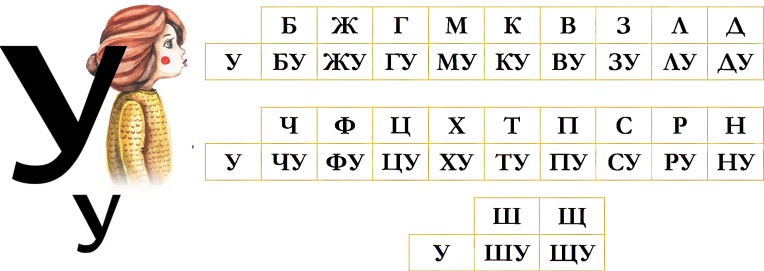 У
у
Б Ж Г М К В З Л Д
У БУ ЖУ ГУ МУ КУ ВУ ЗУ ЛУ ДУ
Ч Ф Ц Х Т П С Р Н
У ЧУ ФУ ЦУ ХУ ТУ ПУ СУ РУ НУ
Ш Щ
У ШУ ЩУ